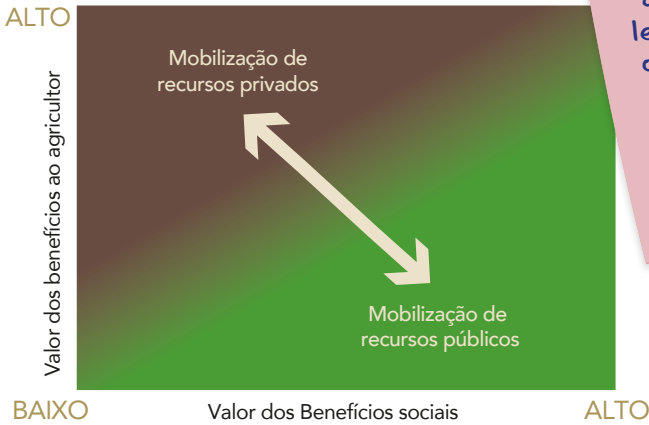 ALTO
Mobilização de
recursos privados
Valor dos benefícios ao agricultor
Mobilização de
recursos públicos
BAIXO
Valor dos Benefícios sociais
ALTO